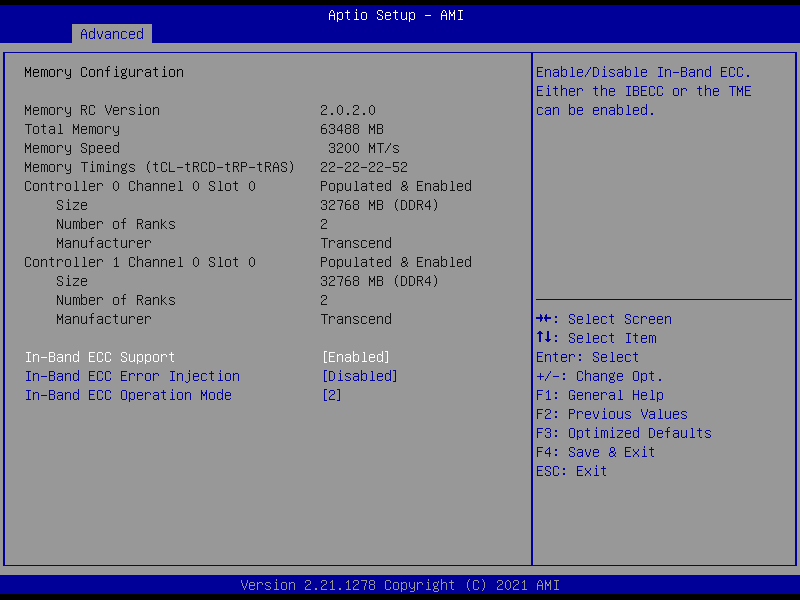 Aptio Setup - AMI
Advanced
Memory Configuration
Memory RC Version 2.0.2.0
Total Memory 63488 MB
Memory Speed 3200 MT/s
Memory Timings (tCL-tRCD-tRP-tRAS) 22-22-22-52
Controller 0 Channel 0 Slot 0 Populated & Enabled
Size 32768 MB (DDR4)
Number of Ranks 2
Manufacturer Transcend
Controller 1 Channel 0 Slot 0 Populated & Enabled
Size 32768 MB (DDR4)
Number of Ranks 2
Manufacturer Transcend
In-Band ECC Support [Enabled]
In-Band ECC Error Injection [Disabled]
In-Band ECC Operation Mode [2]
Enable/Disable In-Band ECC.
Either the IBECC or the TME
can be enabled.
→←: Select Screen
↑↓: Select Item
Enter: Select
+/-: Change Opt.
F1: General Help
F2: Previous Values
F3: Optimized Defaults
F4: Save & Exit
ESC: Exit
Version 2.21.1278 Copyright (C) 2021 AMI